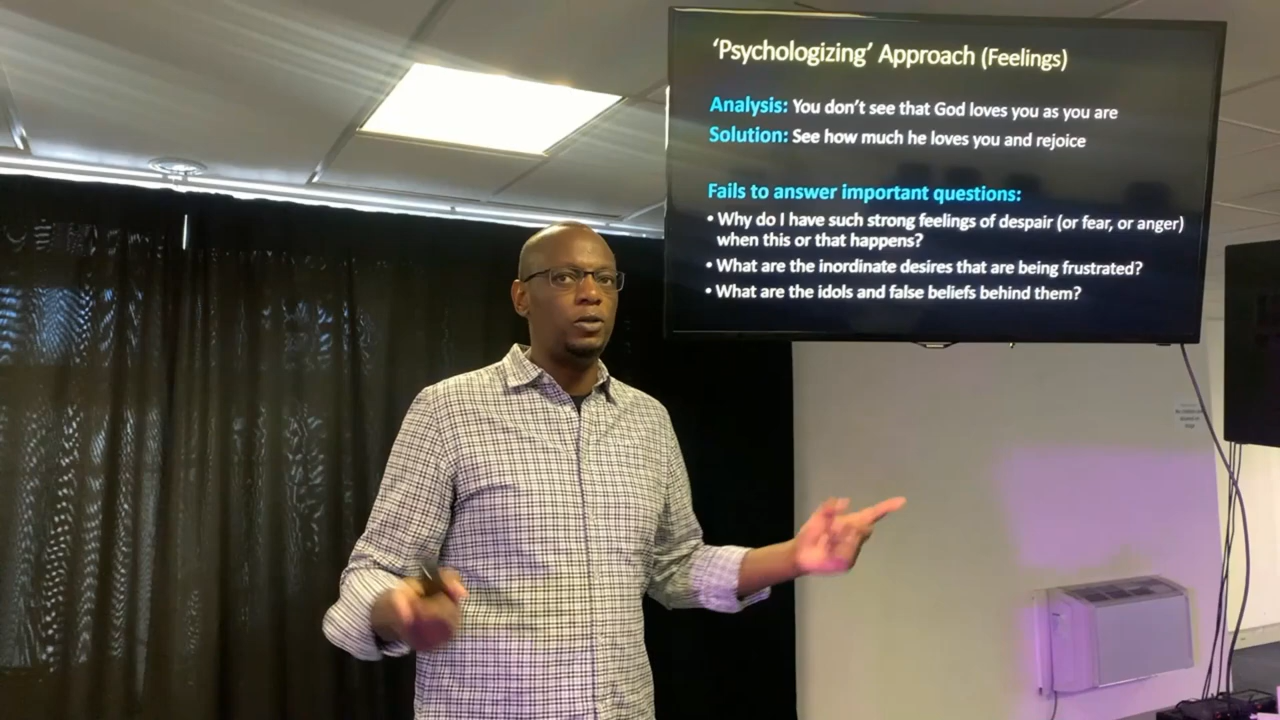 ‘Psychologizing’ Approach (Feelings)
Analysis: You don’t see that God loves you as you are
Solution: See how much he loves you and rejoice
Fails to answer important questions:
• Why do I have such strong feelings of despair (or fear, or anger)
when this or that happens?
• What are the inordinate desires that are being frustrated?
• What are the idols and false beliefs behind them?